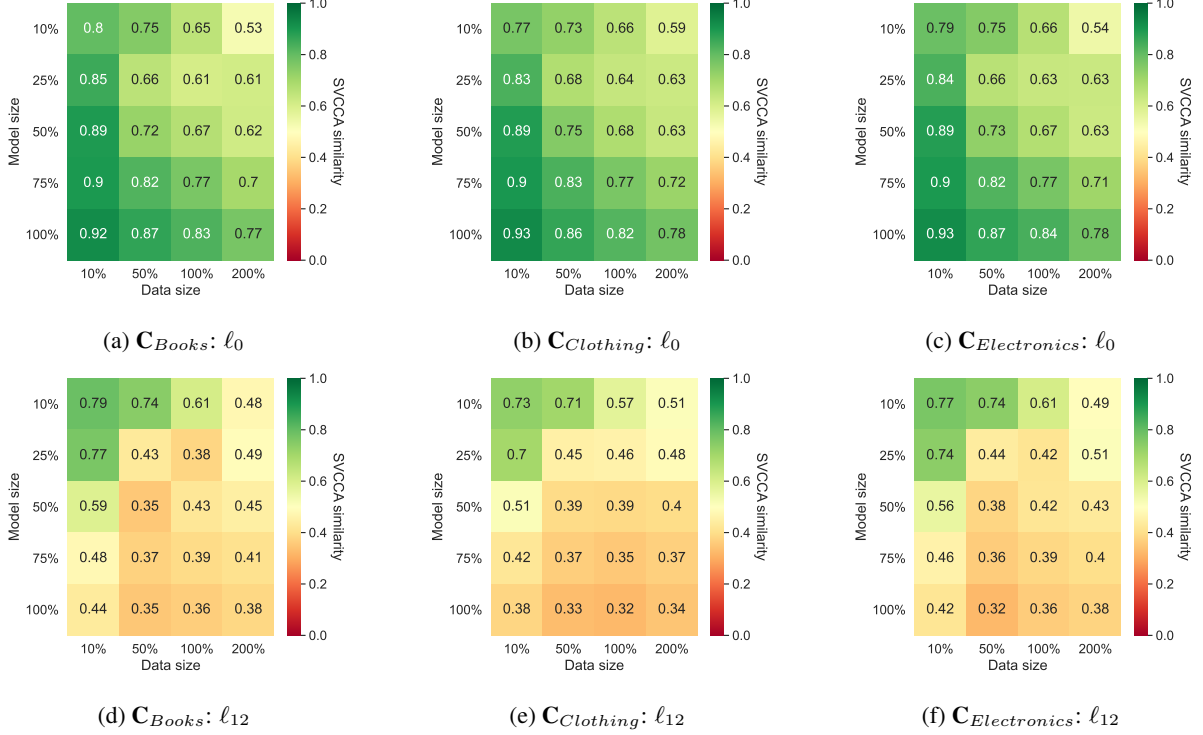 10% 0.8 0.75 0.65 0.53
25% 0.85 0.66 0.61 0.61
50% 0.89 0.72 0.67 0.62
75% 0.9 0.82 0.77 0.7
100% 0.92 0.87 0.83 0.77
10% 50% 100% 200%
Data size
Model size
1.0
0.8
0.6
0.4
0.2
0.0
SVCCA similarity
(a) C_Books: ℓ_0
10% 0.77 0.73 0.66 0.59
25% 0.83 0.68 0.64 0.63
50% 0.89 0.75 0.68 0.63
75% 0.9 0.83 0.77 0.72
100% 0.93 0.86 0.82 0.78
10% 50% 100% 200%
Data size
Model size
1.0
0.8
0.6
0.4
0.2
0.0
SVCCA similarity
(b) C_Clothing: ℓ_0
10% 0.79 0.75 0.66 0.54
25% 0.84 0.66 0.63 0.63
50% 0.89 0.73 0.67 0.63
75% 0.9 0.82 0.77 0.71
100% 0.93 0.87 0.84 0.78
10% 50% 100% 200%
Data size
Model size
1.0
0.8
0.6
0.4
0.2
0.0
SVCCA similarity
(c) C_Electronics: ℓ_0
10% 0.79 0.74 0.61 0.48
25% 0.77 0.43 0.38 0.49
50% 0.59 0.35 0.43 0.45
75% 0.48 0.37 0.39 0.41
100% 0.44 0.35 0.36 0.38
10% 50% 100% 200%
Data size
Model size
1.0
0.8
0.6
0.4
0.2
0.0
SVCCA similarity
(d) C_Books: ℓ_12
10% 0.73 0.71 0.57 0.51
25% 0.7 0.45 0.46 0.48
50% 0.51 0.39 0.39 0.4
75% 0.42 0.37 0.35 0.37
100% 0.38 0.33 0.32 0.34
10% 50% 100% 200%
Data size
Model size
1.0
0.8
0.6
0.4
0.2
0.0
SVCCA similarity
(e) C_Clothing: ℓ_12
10% 0.77 0.74 0.61 0.49
25% 0.74 0.44 0.42 0.51
50% 0.56 0.38 0.42 0.43
75% 0.46 0.36 0.39 0.4
100% 0.42 0.32 0.36 0.38
10% 50% 100% 200%
Data size
Model size
1.0
0.8
0.6
0.4
0.2
0.0
SVCCA similarity
(f) C_Electronics: ℓ_12